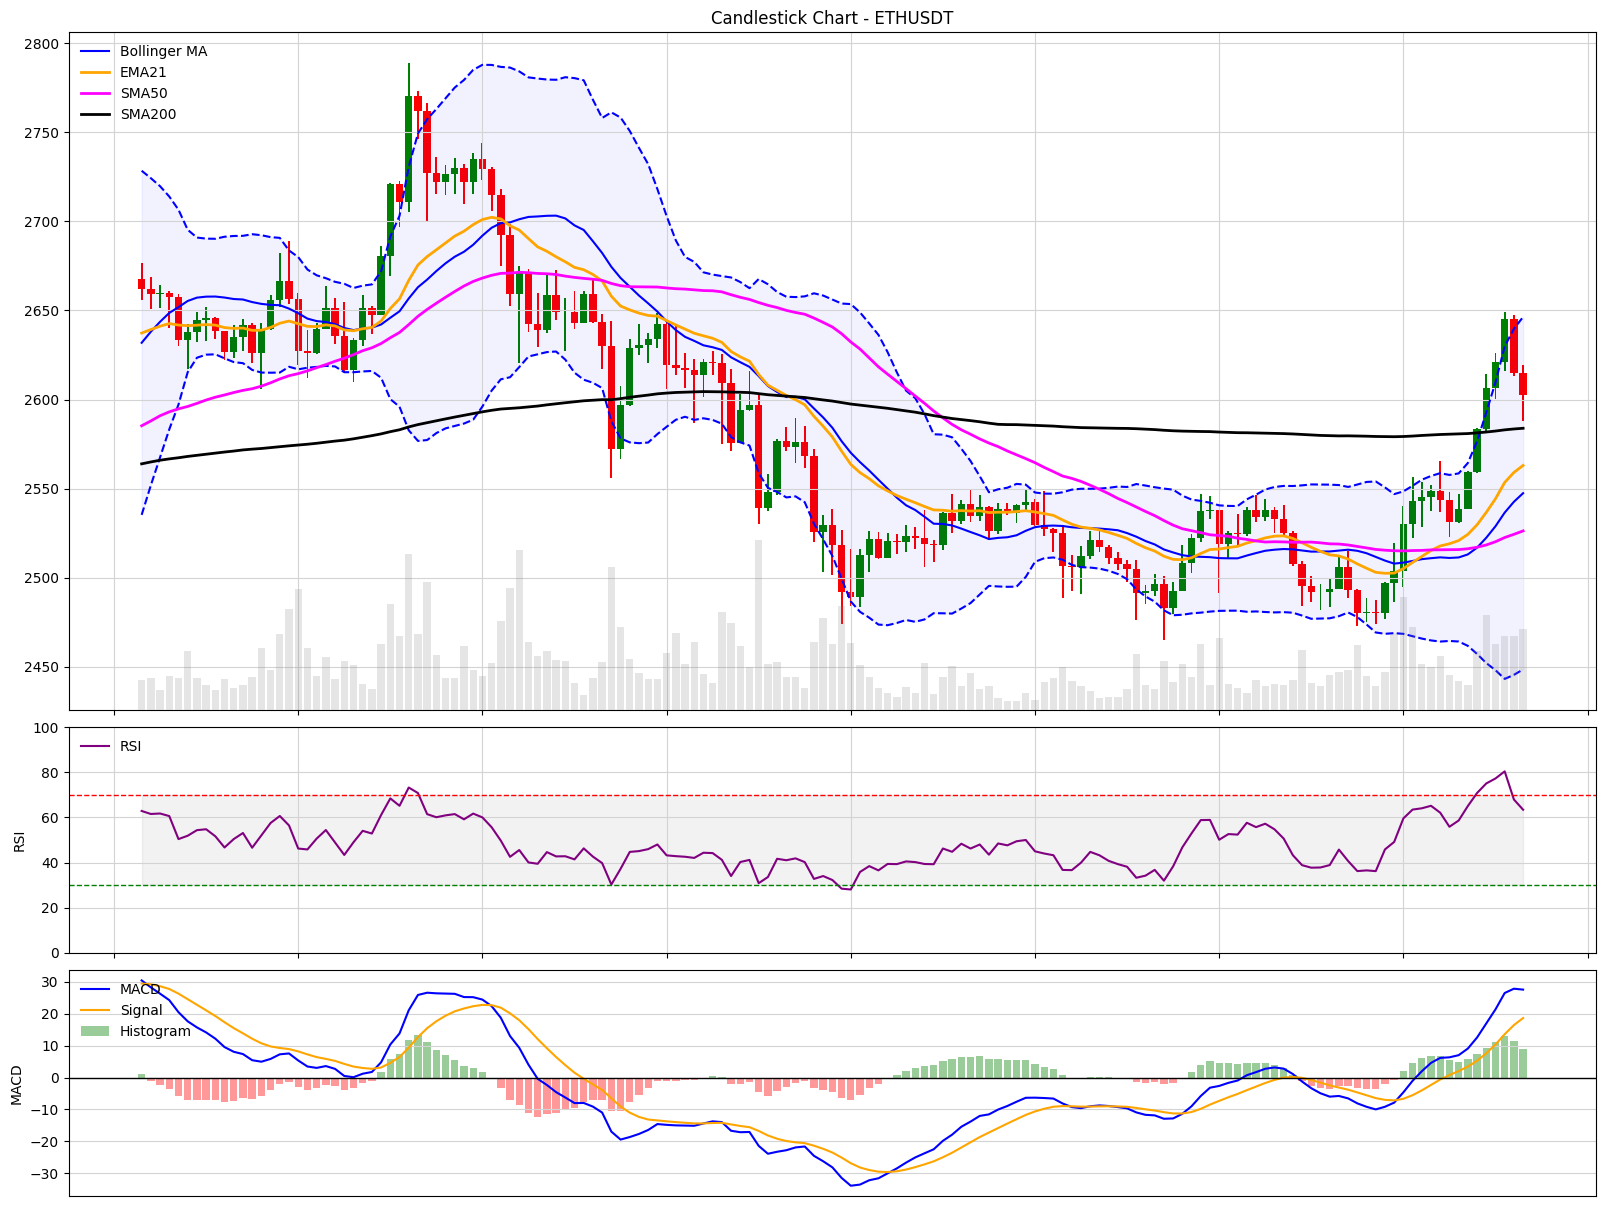 Candlestick Chart - ETHUSDT
2800
2750
2700
2650
2600
2550
2500
2450
Bollinger MA
EMA21
SMA50
SMA200
100
80
60
40
20
0
RSI
RSI
30
20
10
0
−10
−20
−30
MACD
MACD
Signal
Histogram